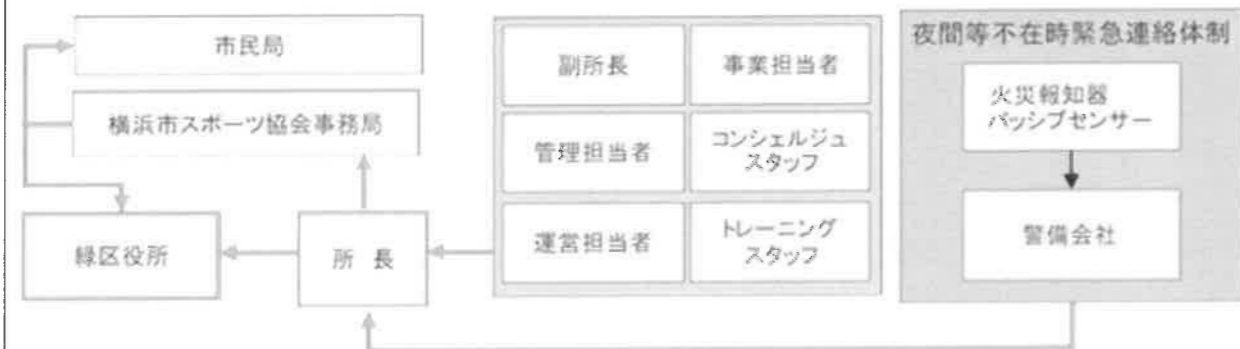 市民局
横浜市スポーツ協会事務局
緑区役所
所 長
副所長
事業担当者
管理担当者
コンシェルジュ
スタッフ
運営担当者
トレーニング
スタッフ
夜間等不在時緊急連絡体制
火災報知器
パッシブセンサー
警備会社